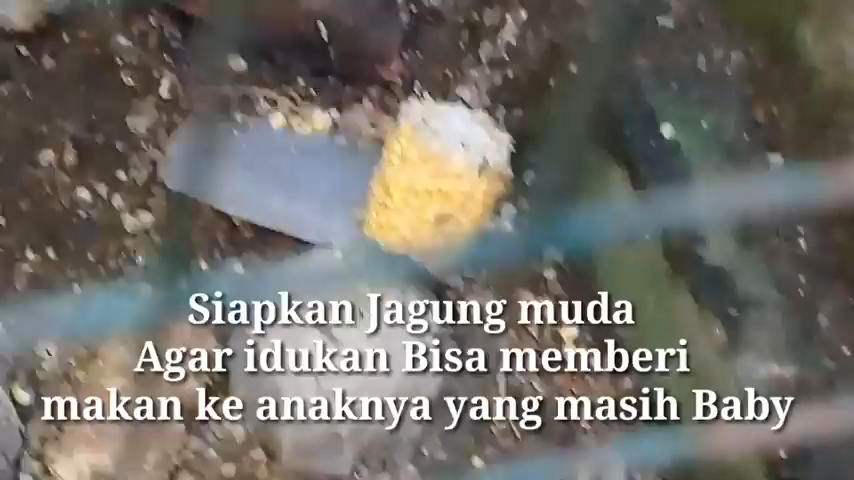 Siapkan Jagung muda
Agar idukan Bisa memberi
makan ke anaknya yang masih Baby